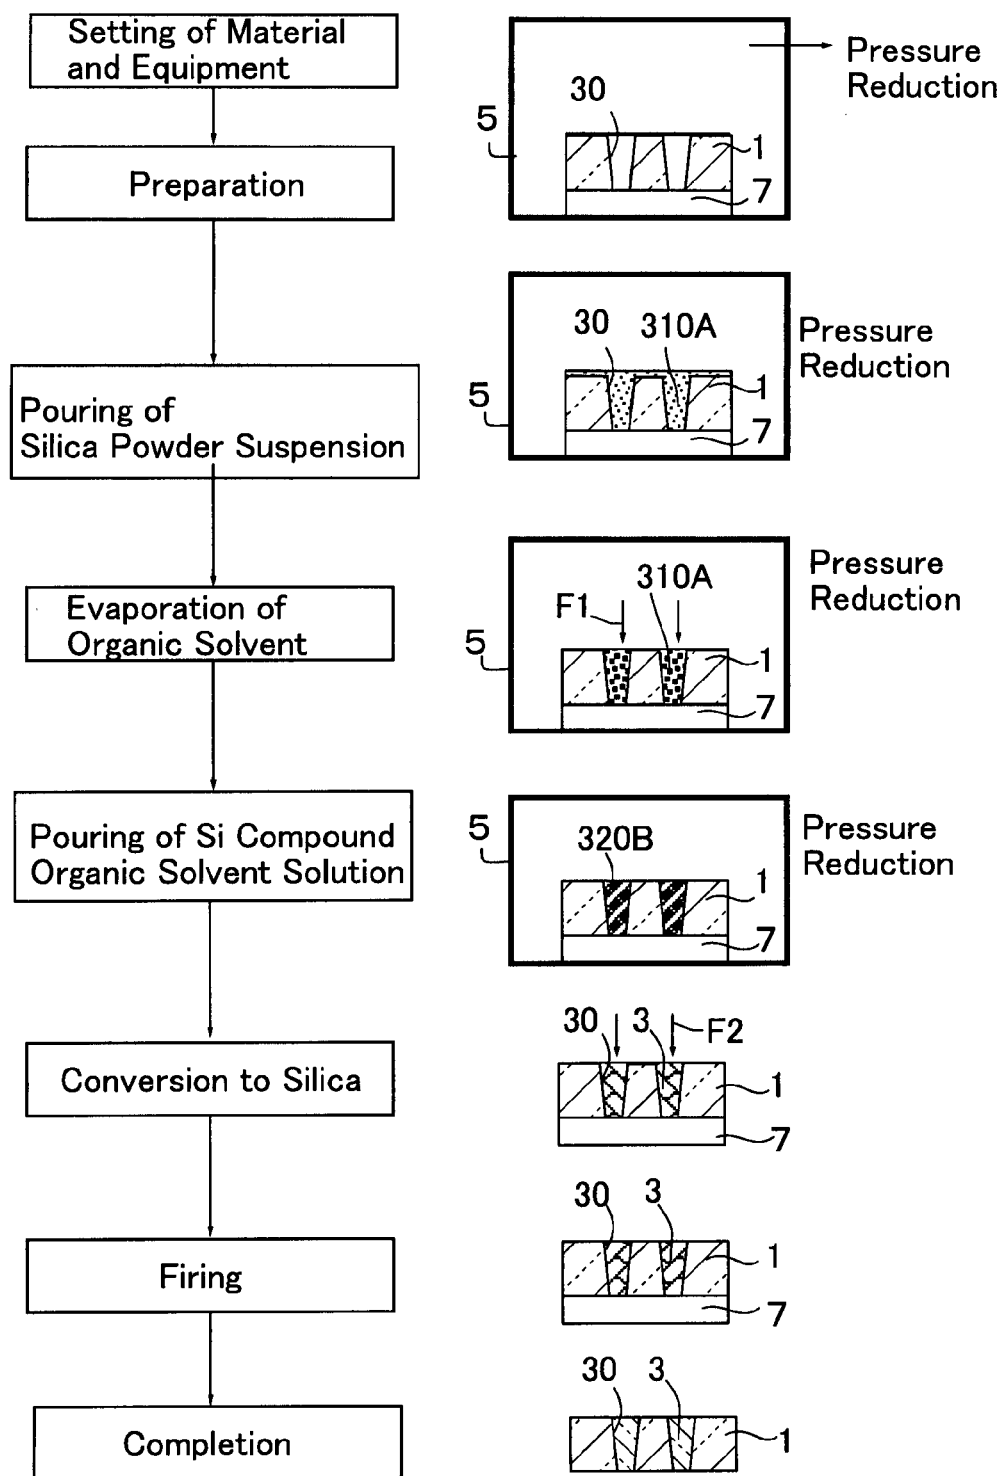 Setting of Material
and Equipment
Preparation
Pouring of
Silica Powder Suspension
Evaporation of
Organic Solvent
Pouring of Si Compound
Organic Solvent Solution
Conversion to Silica
Firing
Completion
Pressure
Reduction
30
5
1
7
Pressure
Reduction
30
310A
5
1
7
Pressure
Reduction
310A
F1
5
1
7
Pressure
Reduction
5
320B
1
7
30
3
F2
1
7
30
3
1
7
30
3
1